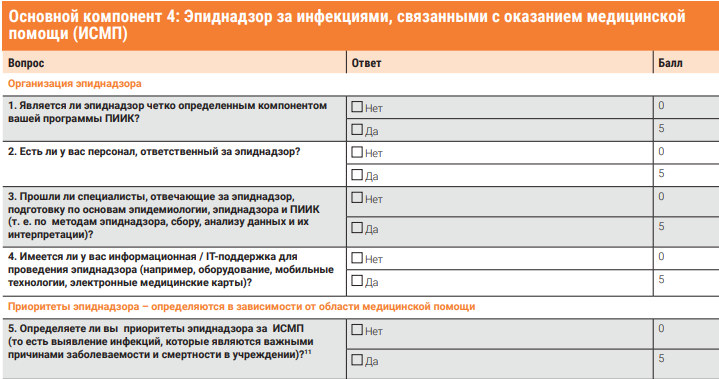 Основной компонент 4: Эпиднадзор за инфекциями, связанными с оказанием медицинской
помощи (ИСМП)
Вопрос Ответ Балл
Организация эпиднадзора
1. Является ли эпиднадзор четко определенным компонентом
вашей программы ПИИК?
Нет 0
Да 5
2. Есть ли у вас персонал, ответственный за эпиднадзор?
Нет 0
Да 5
3. Прошли ли специалисты, отвечающие за эпиднадзор,
подготовку по основам эпидемиологии, эпиднадзора и ПИИК
(т. е. по методам эпиднадзора, сбору, анализу данных и их
интерпретации)?
Нет 0
Да 5
4. Имеется ли у вас информационная / IT-поддержка для
проведения эпиднадзора (например, оборудование, мобильные
технологии, электронные медицинские карты)?
Нет 0
Да 5
Приоритеты эпиднадзора – определяются в зависимости от области медицинской помощи
5. Определяете ли вы приоритеты эпиднадзора за ИСМП
(то есть выявление инфекций, которые являются важными
причинами заболеваемости и смертности в учреждении)?¹¹
Нет 0
Да 5